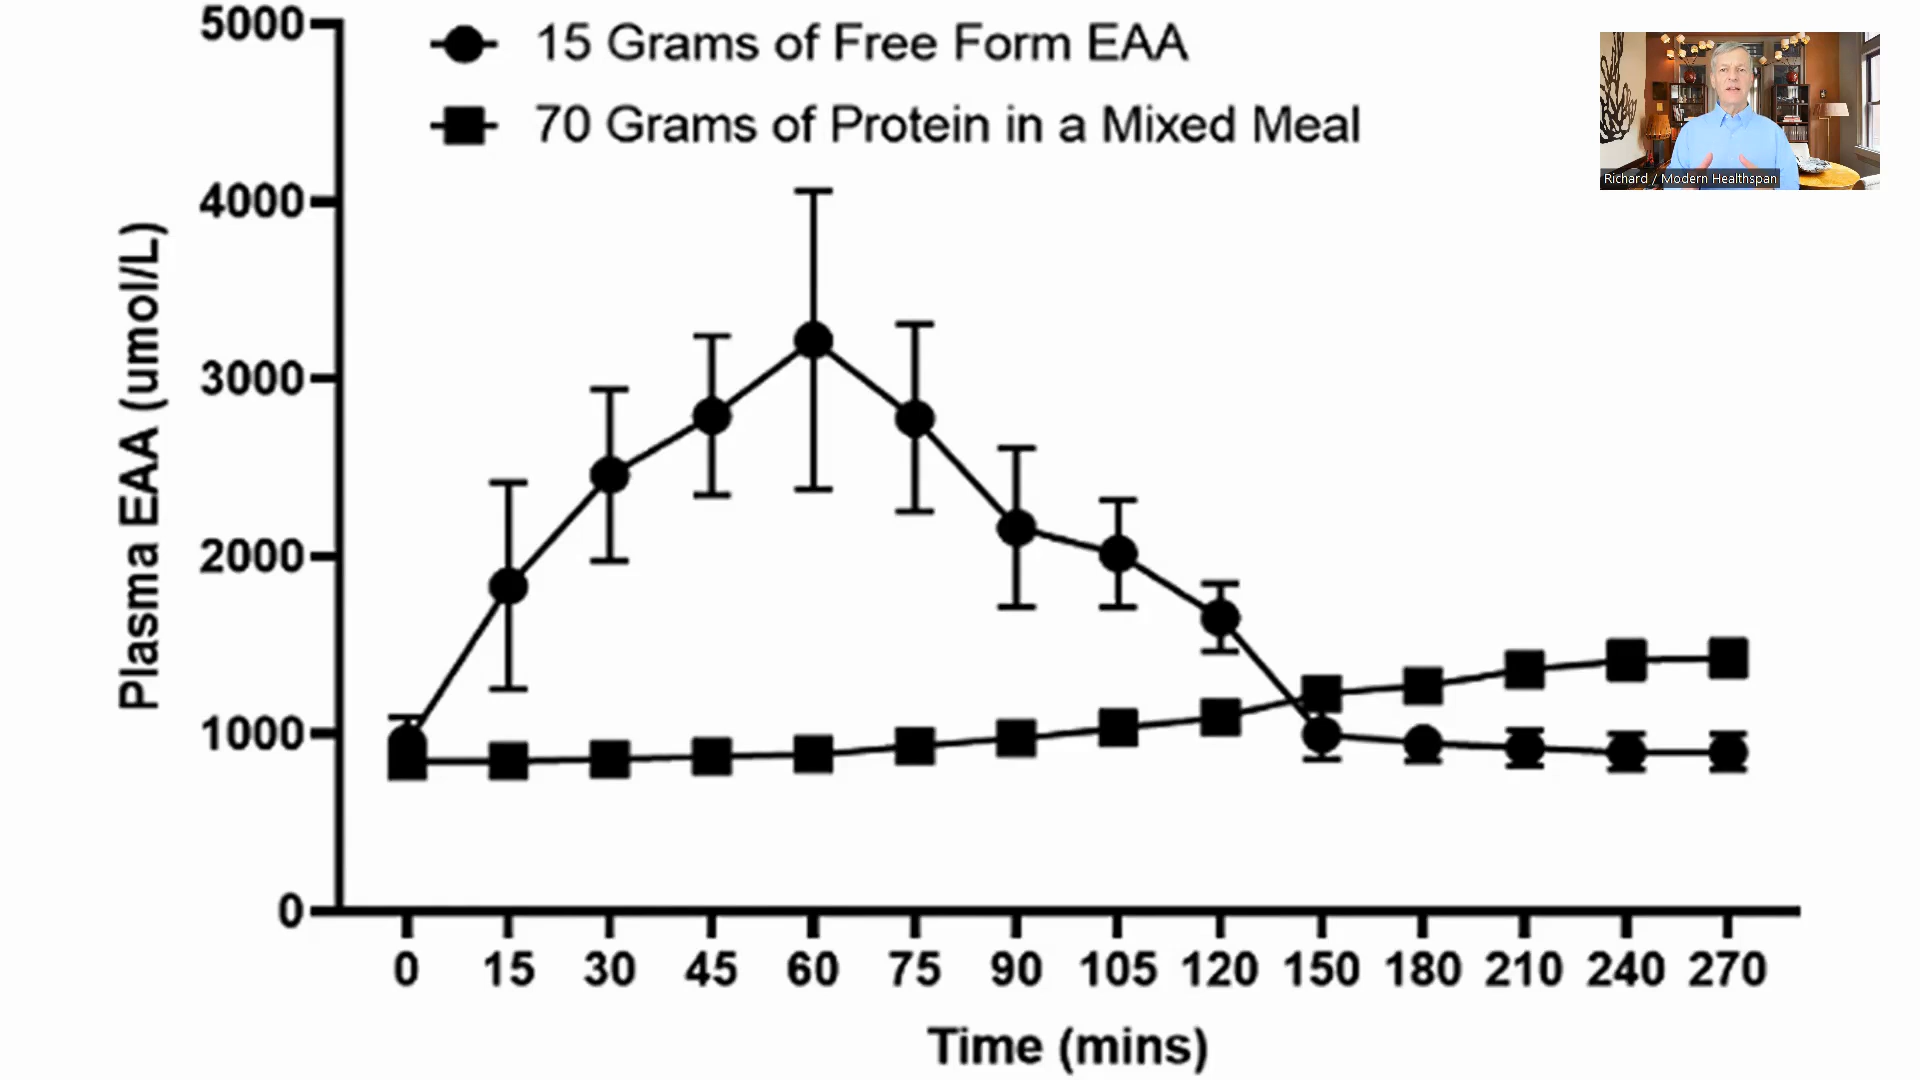 5000
15 Grams of Free Form EAA
70 Grams of Protein in a Mixed Meal
Richard / Modern Healthspan
4000
3000
2000
1000
0
Plasma EAA (umol/L)
0 15 30 45 60 75 90 105 120 150 180 210 240 270
Time (mins)